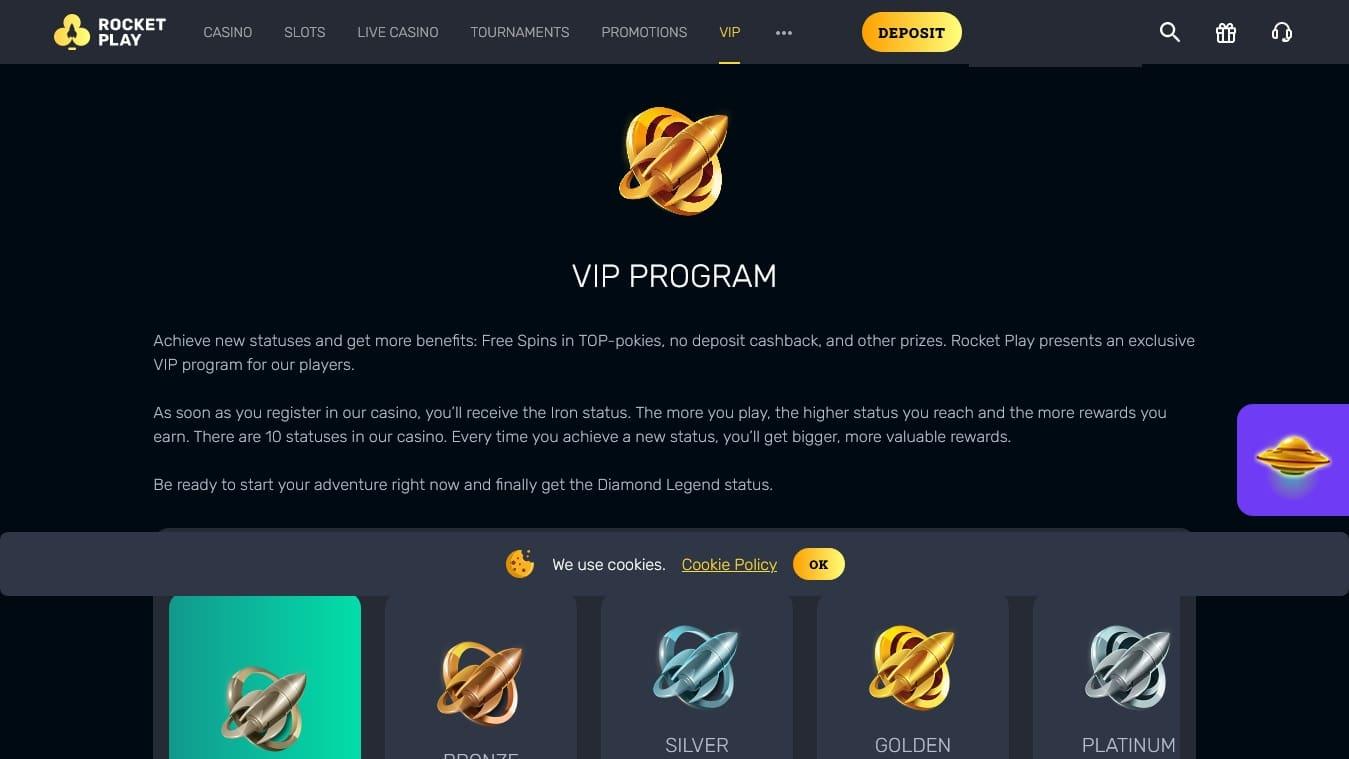 ROCKET
PLAY
CASINO SLOTS LIVE CASINO TOURNAMENTS PROMOTIONS VIP DEPOSIT
VIP PROGRAM
Achieve new statuses and get more benefits: Free Spins in TOP-pokies, no deposit cashback, and other prizes. Rocket Play presents an exclusive
VIP program for our players.
As soon as you register in our casino, you'll receive the Iron status. The more you play, the higher status you reach and the more rewards you
earn. There are 10 statuses in our casino. Every time you achieve a new status, you'll get bigger, more valuable rewards.
Be ready to start your adventure right now and finally get the Diamond Legend status.
We use cookies. Cookie Policy OK
BRONZE SILVER GOLDEN PLATINUM